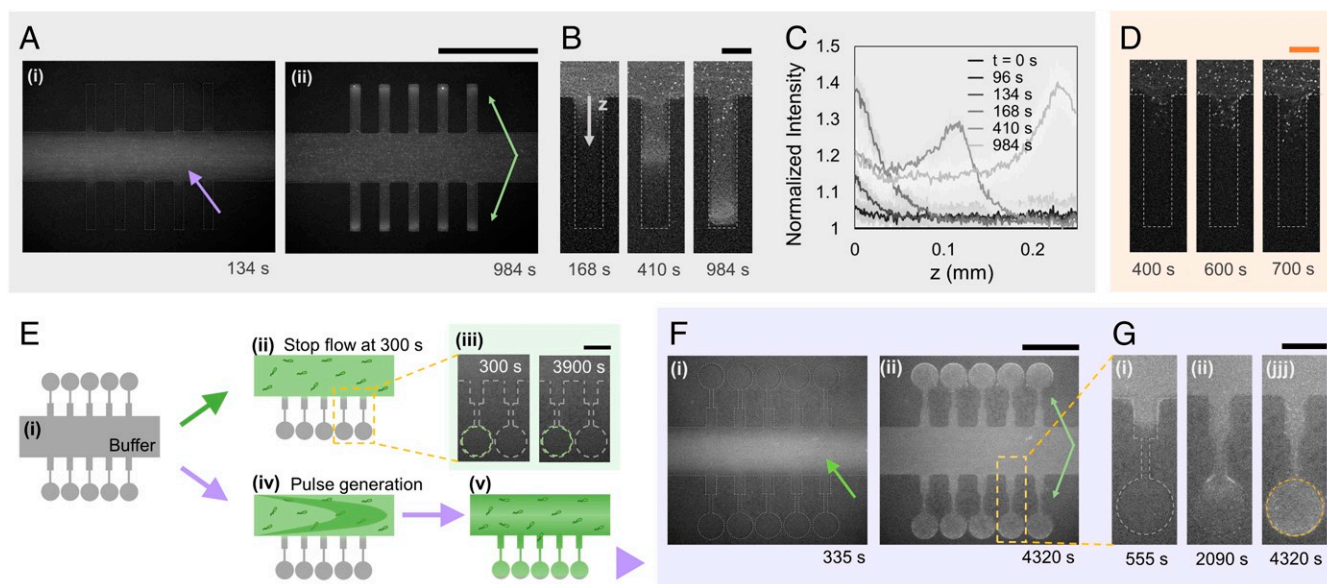 A
(i)
134 s
(ii)
984 s
B
z
168 s
410 s
984 s
C
Normalized Intensity
1.5
1.4
1.3
1.2
1.1
1
0
0.1
0.2
z (mm)
t = 0 s
96 s
134 s
168 s
410 s
984 s
D
400 s
600 s
700 s
E
(i)
Buffer
(ii) Stop flow at 300 s
(iii)
300 s
3900 s
(iv) Pulse generation
(v)
F
(i)
335 s
(ii)
4320 s
G
(i)
555 s
(ii)
2090 s
(jjj)
4320 s